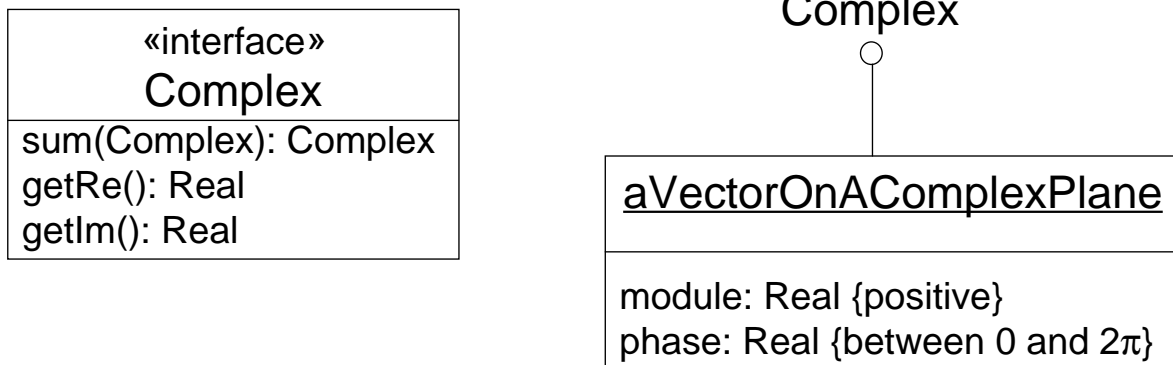 «interface»
Complex
sum(Complex): Complex
getRe(): Real
getIm(): Real
Complex
aVectorOnAComplexPlane
module: Real {positive}
phase: Real {between 0 and 2π}